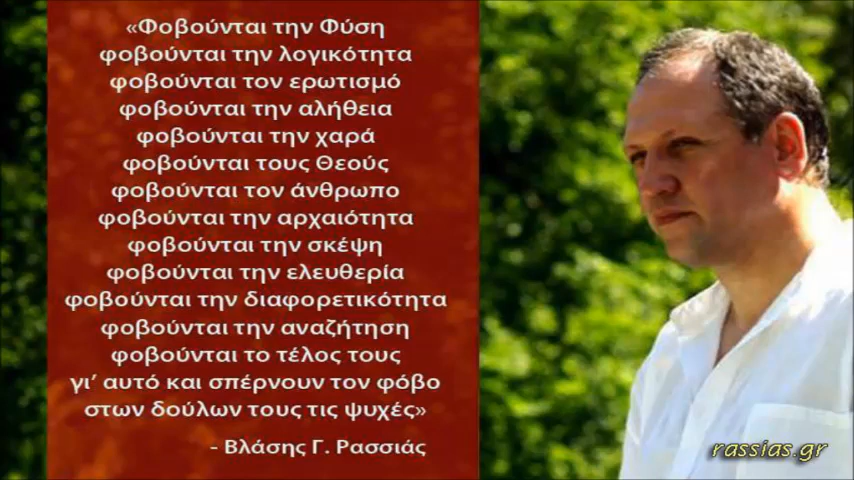 «Φοβούνται την Φύση
φοβούνται την λογικότητα
φοβούνται τον ερωτισμό
φοβούνται την αλήθεια
φοβούνται την χαρά
φοβούνται τους Θεούς
φοβούνται τον άνθρωπο
φοβούνται την αρχαιότητα
φοβούνται την σκέψη
φοβούνται την ελευθερία
φοβούνται την διαφορετικότητα
φοβούνται την αναζήτηση
φοβούνται το τέλος τους
γι’ αυτό και σπέρνουν τον φόβο
στων δούλων τους τις ψυχές»
- Βλάσης Γ. Ρασσιάς
rassias.gr